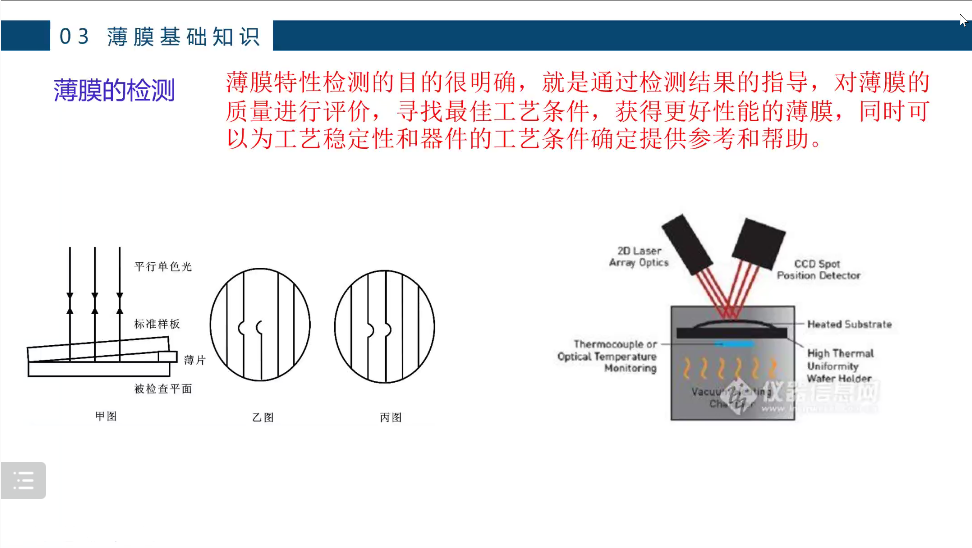 03 薄膜基础知识
薄膜的检测
薄膜特性检测的目的很明确，就是通过检测结果的指导，对薄膜的
质量进行评价，寻找最佳工艺条件，获得更好性能的薄膜，同时可
以为工艺稳定性和器件的工艺条件确定提供参考和帮助。
平行单色光
标准样板
薄片
被检查平面
甲图
乙图
丙图
2D Laser
Array Optics
CCD Spot
Position Detector
Heated Substrate
Thermocouple or
Optical Temperature
Monitoring
High Thermal
Uniformity
Wafer Holder
仪器信息网